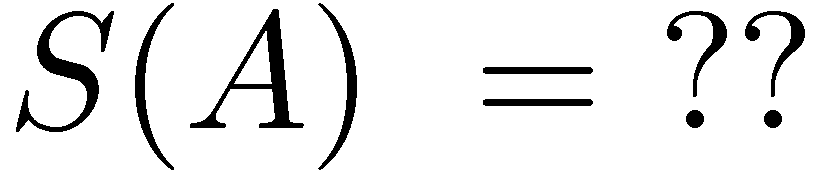 S(A) = ??